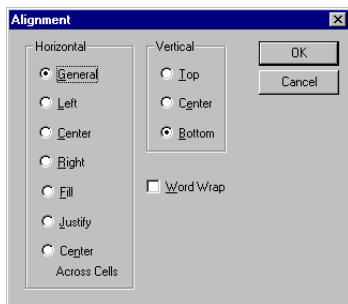 Alignment
Horizontal
General
Left
Center
Right
Fill
Justify
Center
Across Cells
Vertical
Top
Center
Bottom
Word Wrap
OK
Cancel